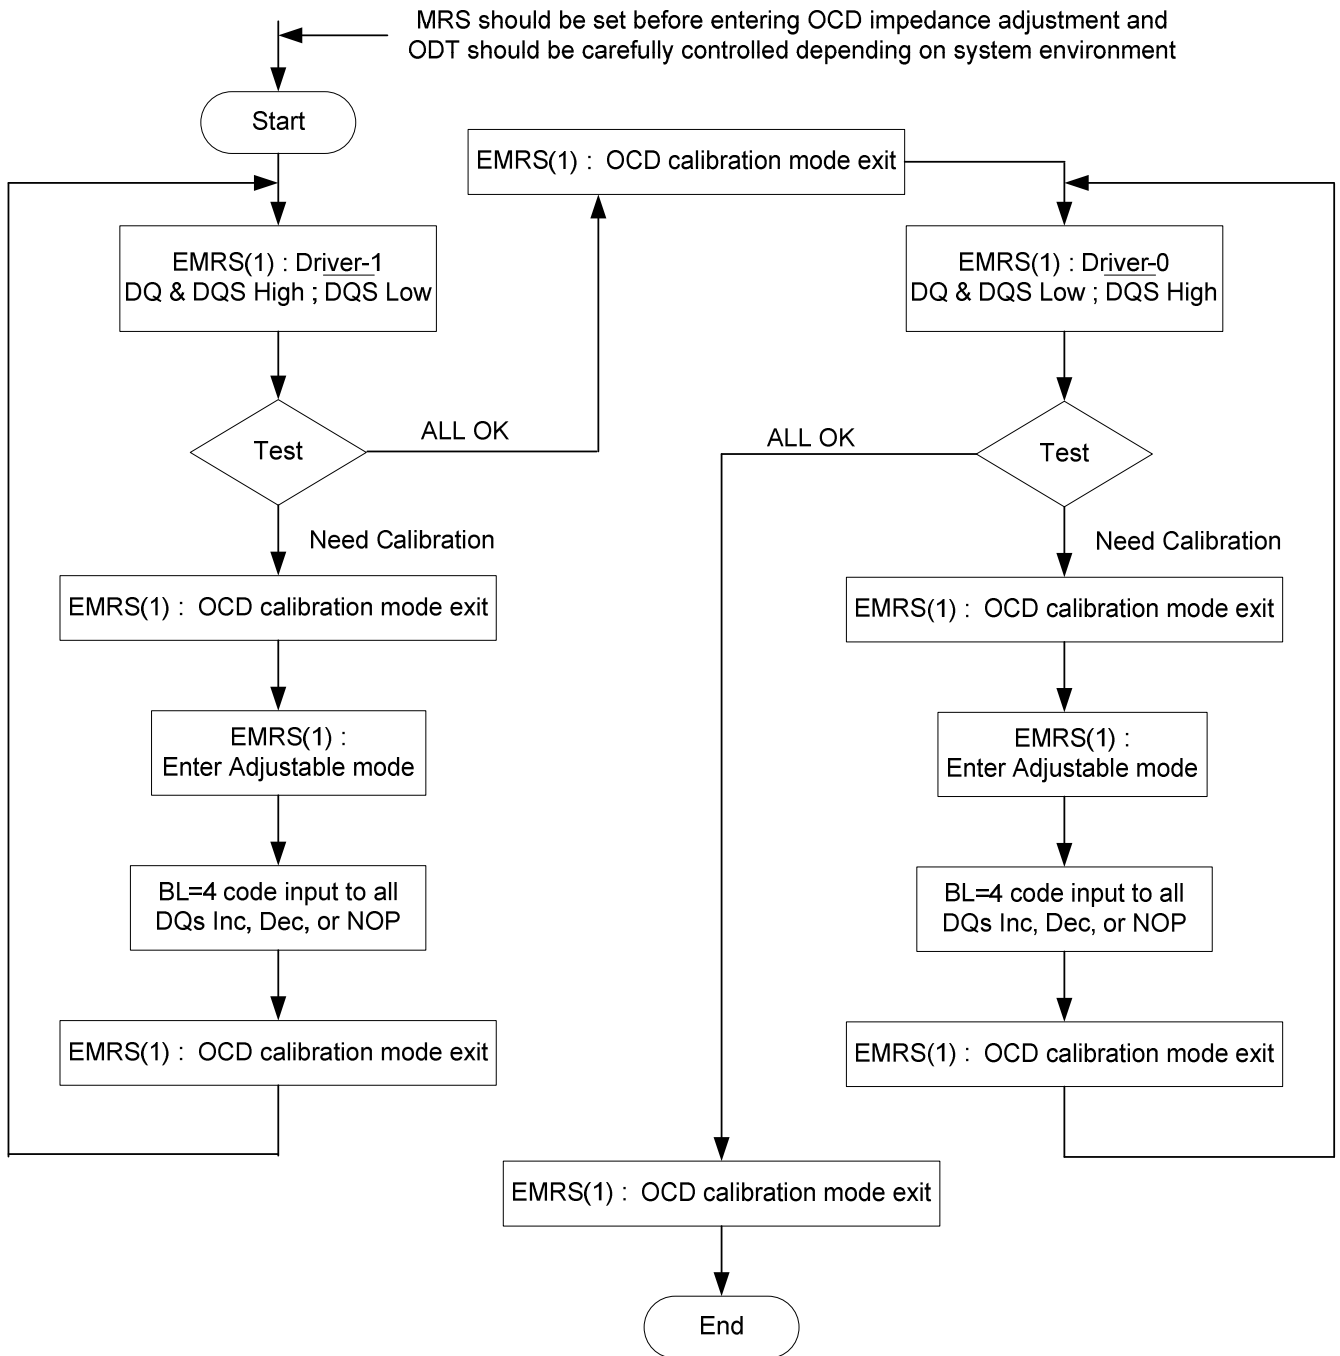 MRS should be set before entering OCD impedance adjustment and
ODT should be carefully controlled depending on system environment
Start
EMRS(1) : Driver-1
DQ & DQS High ; DQS Low
Test
ALL OK
Need Calibration
EMRS(1) : OCD calibration mode exit
EMRS(1) :
Enter Adjustable mode
BL=4 code input to all
DQs Inc, Dec, or NOP
EMRS(1) : OCD calibration mode exit
EMRS(1) : OCD calibration mode exit
EMRS(1) : Driver-0
DQ & DQS Low ; DQS High
Test
ALL OK
Need Calibration
EMRS(1) : OCD calibration mode exit
EMRS(1) :
Enter Adjustable mode
BL=4 code input to all
DQs Inc, Dec, or NOP
EMRS(1) : OCD calibration mode exit
EMRS(1) : OCD calibration mode exit
End